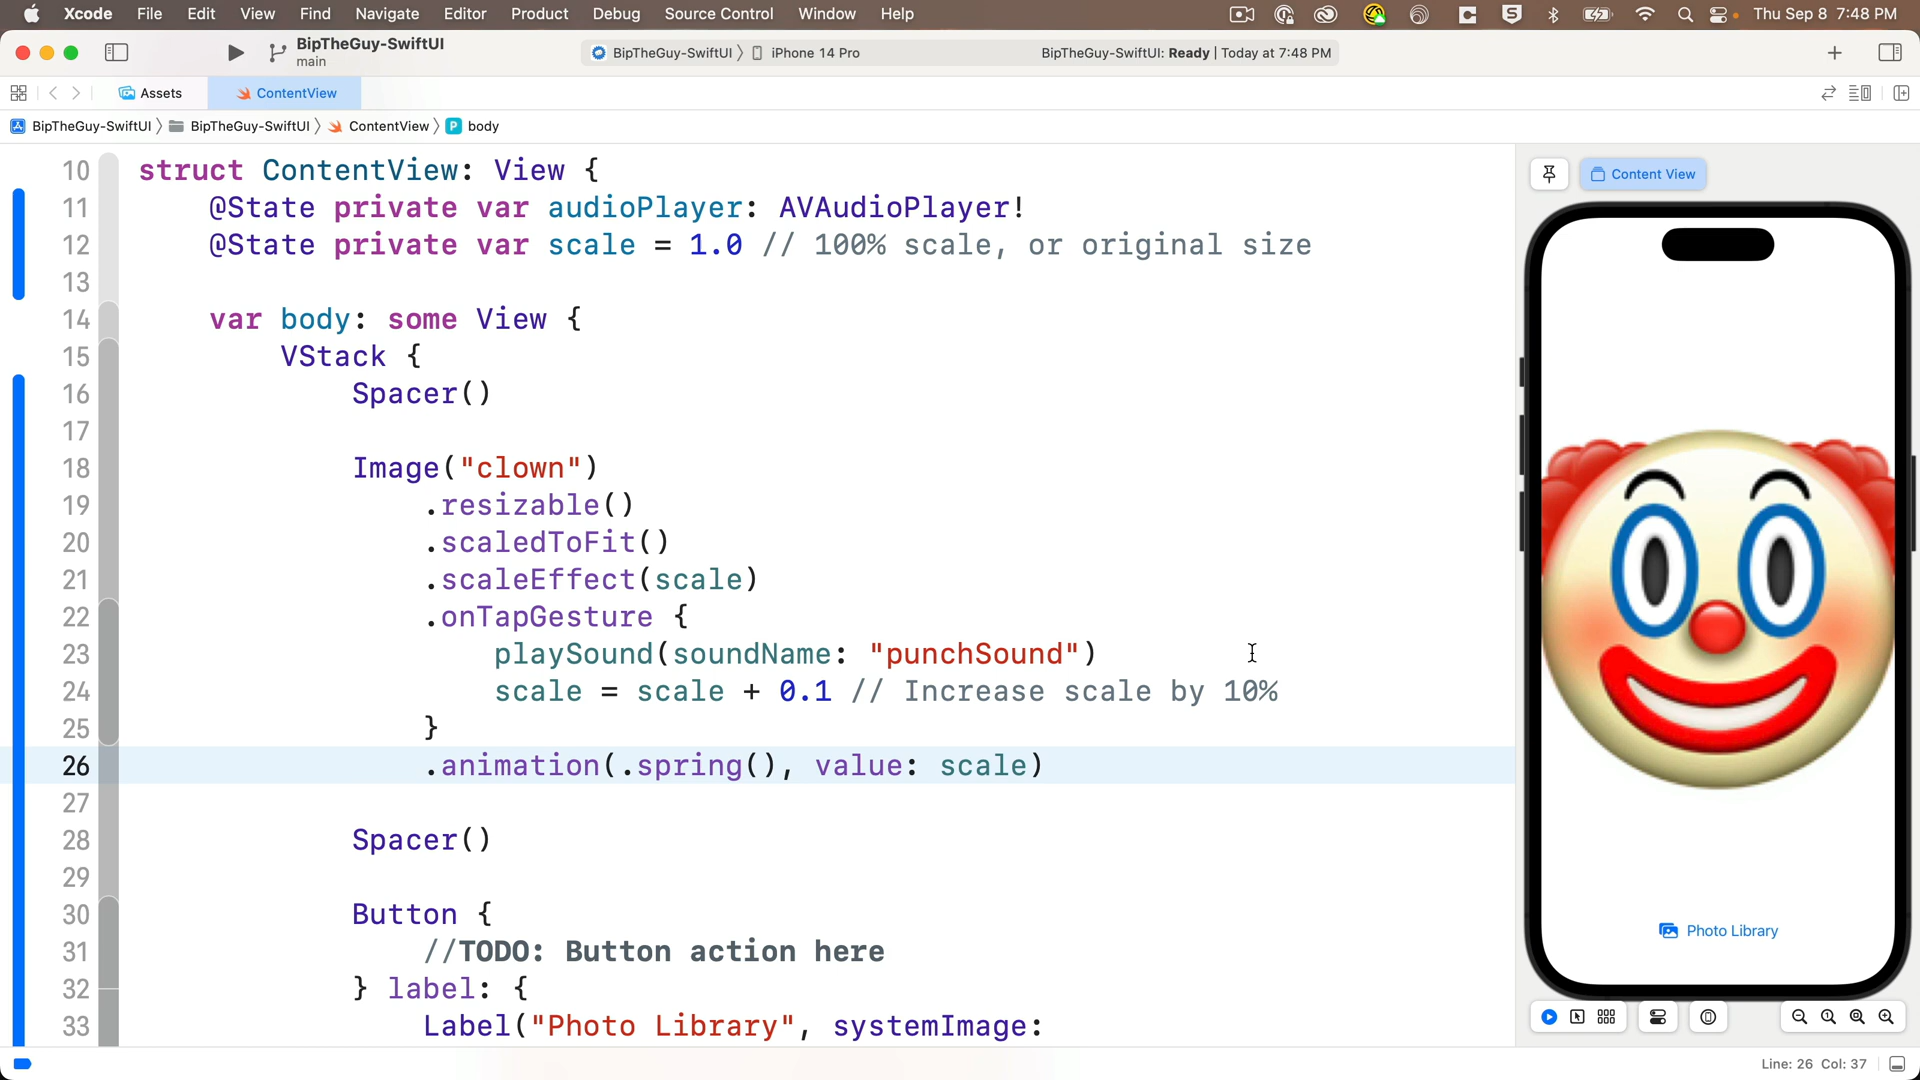 Xcode File Edit View Find Navigate Editor Product Debug Source Control Window Help Thu Sep 8 7:48 PM
BipTheGuy-SwiftUI
main
BipTheGuy-SwiftUI 〉 iPhone 14 Pro BipTheGuy-SwiftUI: Ready | Today at 7:48 PM
Assets ContentView
BipTheGuy-SwiftUI 〉 BipTheGuy-SwiftUI 〉 ContentView 〉 P body
10 struct ContentView: View {
11 @State private var audioPlayer: AVAudioPlayer!
12 @State private var scale = 1.0 // 100% scale, or original size
13
14 var body: some View {
15 VStack {
16 Spacer()
17
18 Image("clown")
19 .resizable()
20 .scaledToFit()
21 .scaleEffect(scale)
22 .onTapGesture {
23 playSound(soundName: "punchSound")
24 scale = scale + 0.1 // Increase scale by 10%
25 }
26 .animation(.spring(), value: scale)
27
28 Spacer()
29
30 Button {
31 //TODO: Button action here
32 } label: {
33 Label("Photo Library", systemImage:
Content View
Photo Library
Line: 26 Col: 37